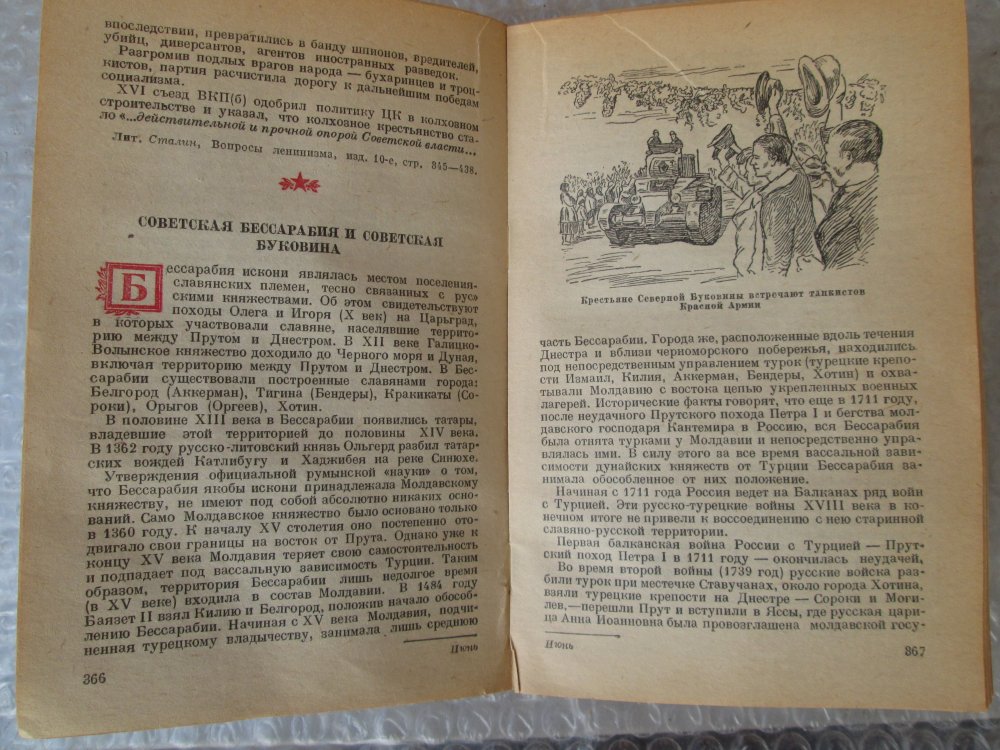 впоследствии, превратились в банду шпионов, вредителей,
убийц, диверсантов, агентов иностранных разведок.
Разгромив подлых врагов народа — бухаринцев и троц-
кистов, партия расчистила дорогу к дальнейшим победам
социализма.
XVI съезд ВКП(б) одобрил политику ЦК в колхозном
строительстве и указал, что колхозное крестьянство ста-
ло «...действительной и прочной опорой Советской власти...
Лит. Сталин, Вопросы ленинизма, изд. 10-е, стр. 345—438.
СОВЕТСКАЯ БЕССАРАБИЯ И СОВЕТСКАЯ
БУКОВИНА
Бессарабия искони являлась местом поселения
славянских племен, тесно связанных с рус-
скими княжествами. Об этом свидетельствуют
походы Олега и Игоря (X век) на Царьград,
в которых участвовали славяне, населявшие террито-
рию между Прутом и Днестром. В XII веке Галицко-
Волынское княжество доходило до Черного моря и Дуная,
включая территорию между Прутом и Днестром. В Бес-
сарабии существовали построенные славянами города:
Белгород (Аккерман), Тигина (Бендеры), Кракикаты (Со-
роки), Орыгов (Оргеев), Хотин.
В половине XIII века в Бессарабии появились татары,
владевшие этой территорией до половины XIV века.
В 1362 году русско-литовский князь Ольгерд разбил татар-
ских вождей Катлибугу и Хаджибея на реке Синюхе.
Утверждения официальной румынской «науки» о том,
что Бессарабия якобы искони принадлежала Молдавскому
княжеству, не имеют под собой абсолютно никаких осно-
ваний. Само Молдавское княжество было основано только
в 1360 году. К началу XV столетия оно постепенно ото-
двигало свои границы на восток от Прута. Однако уже к
концу XV века Молдавия теряет свою самостоятельность
и подпадает под вассальную зависимость Турции. Таким
образом, территория Бессарабии лишь недолгое время
(в XV веке) входила в состав Молдавии. В 1484 году
Баязет II взял Килию и Белгород, положив начало обособ-
лению Бессарабии. Начиная с XV века Молдавия, подчи-
ненная турецкому владычеству, занимала лишь среднюю
Июнь
366
Крестьяне Северной Буковины встречают танкистов
Красной Армии
часть Бессарабии. Города же, расположенные вдоль течения
Днестра и вблизи черноморского побережья, находились
под непосредственным управлением турок (турецкие крепо-
сти Измаил, Килия, Аккерман, Бендеры, Хотин) и охва-
тывали Молдавию с востока цепью укрепленных военных
лагерей. Исторические факты говорят, что еще в 1711 году,
после неудачного Прутского похода Петра I и бегства мол-
давского господаря Кантемира в Россию, вся Бессарабия
была отнята турками у Молдавии и непосредственно упра-
влялась ими. В силу этого за все время вассальной зави-
симости дунайских княжеств от Турции Бессарабия за-
нимала обособленное от них положение.
Начиная с 1711 года Россия ведет на Балканах ряд войн
с Турцией. Эти русско-турецкие войны XVIII века в ко-
нечном итоге не привели к воссоединению с нею старинной
славяно-русской территории.
Первая балканская война России с Турцией — Прут-
ский поход Петра I в 1711 году — окончилась неудачей.
Во время второй войны (1739 год) русские войска раз-
били турок при местечке Ставучанах, около города Хотина,
взяли турецкие крепости на Днестре — Сороки и Моги-
лев,—перешли Прут и вступили в Яссы, где русская цари-
ца Анна Иоанновна была провозглашена молдавской госу-
Июнь
367